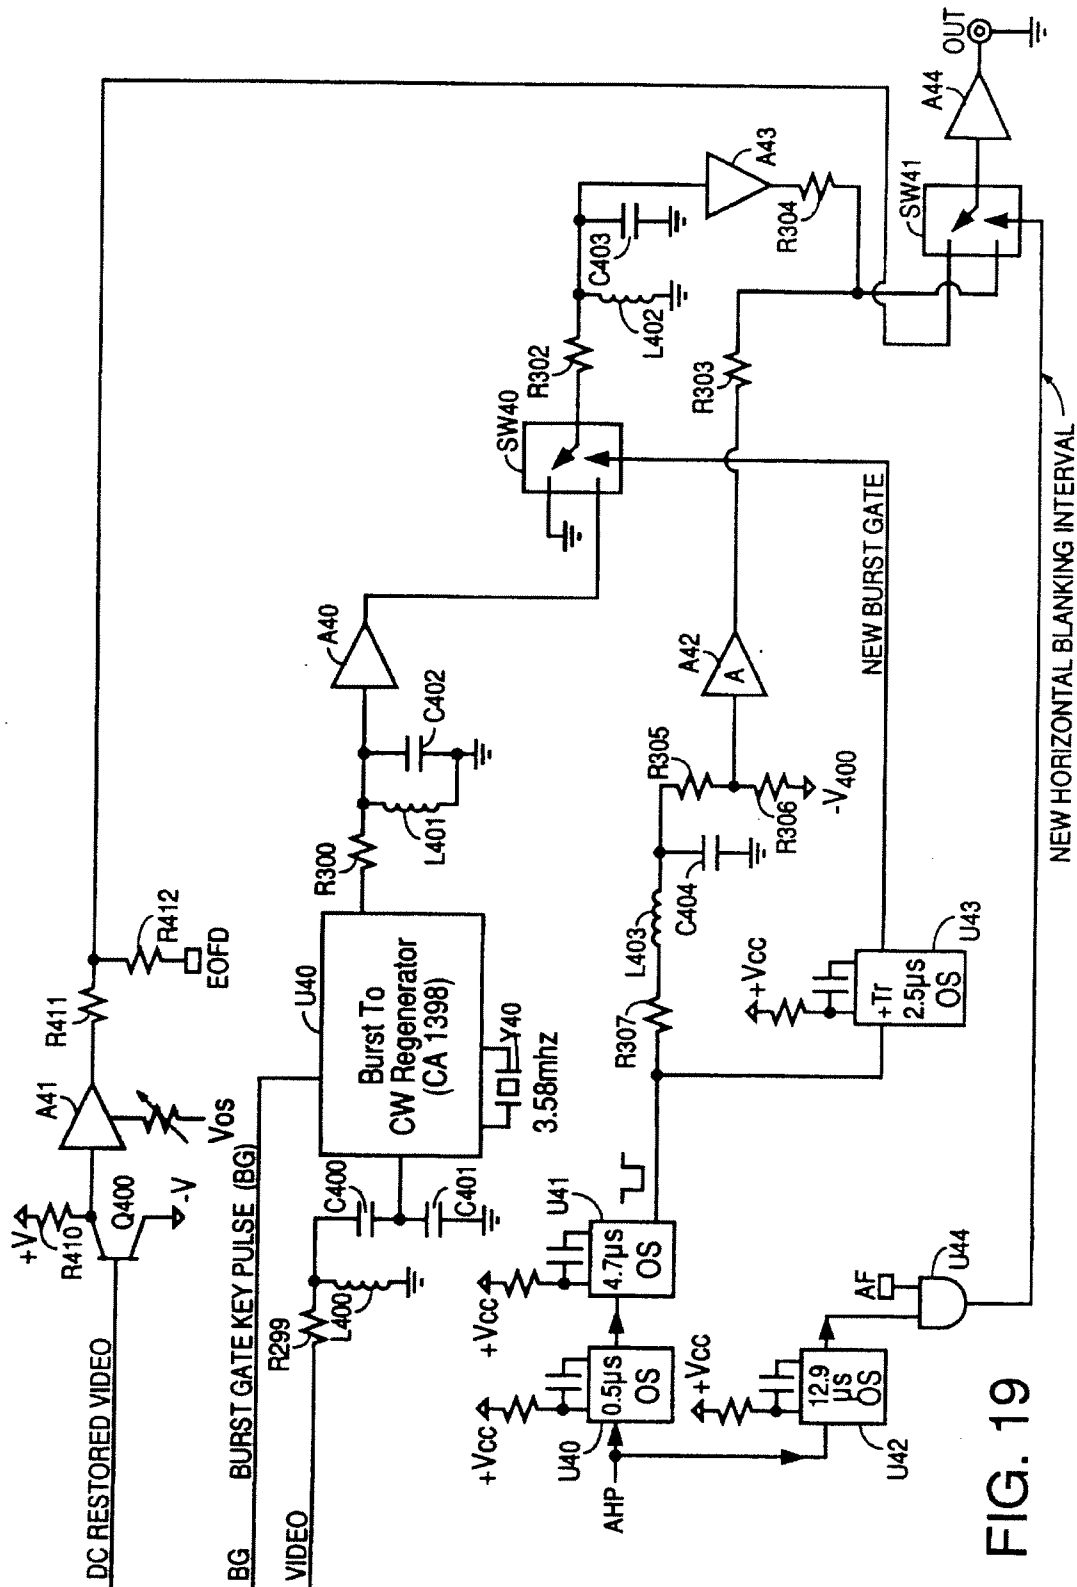 DC RESTORED VIDEO
+V
R410
Q400
-V
A41
Vos
R411
R412
EOFD
BG BURST GATE KEY PULSE (BG)
VIDEO
R299
L400
C400
C401
U40
Burst To
CW Regenerator
(CA 1398)
Y40
3.58mhz
R300
L401
C402
A40
SW40
R302
L402
C403
A43
R304
AHP
+Vcc
0.5µs
OS
U40
+Vcc
4.7µs
OS
U41
R307
L403
C404
R305
R306
-V400
A42
A
R303
+Vcc
12.9
µs
OS
U42
AF
U44
+Vcc
+Tr
2.5µs
OS
U43
NEW BURST GATE
NEW HORIZONTAL BLANKING INTERVAL
SW41
A44
OUT
FIG. 19